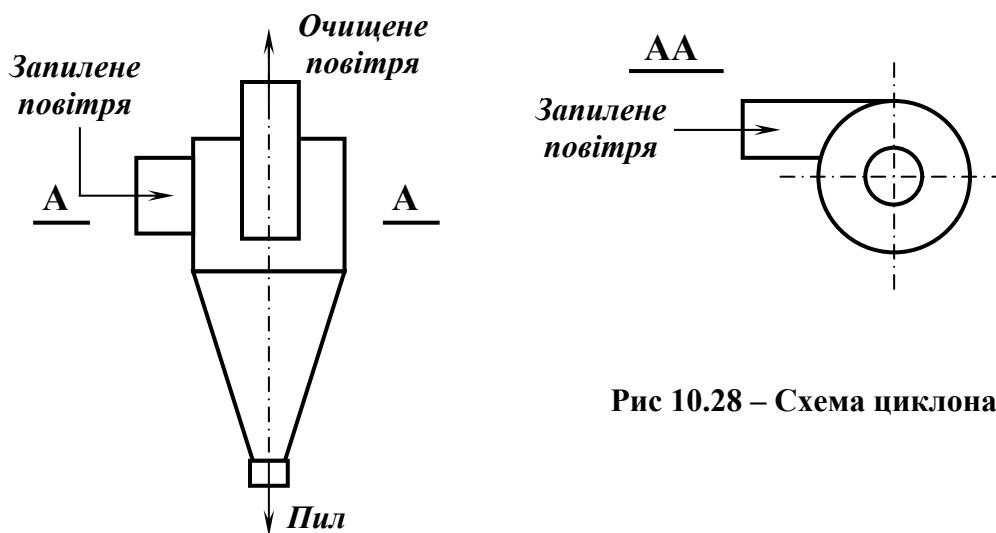 Очищене
повітря
Запилене
повітря
А
А
Пил
АА
Запилене
повітря
Рис 10.28 – Схема циклона